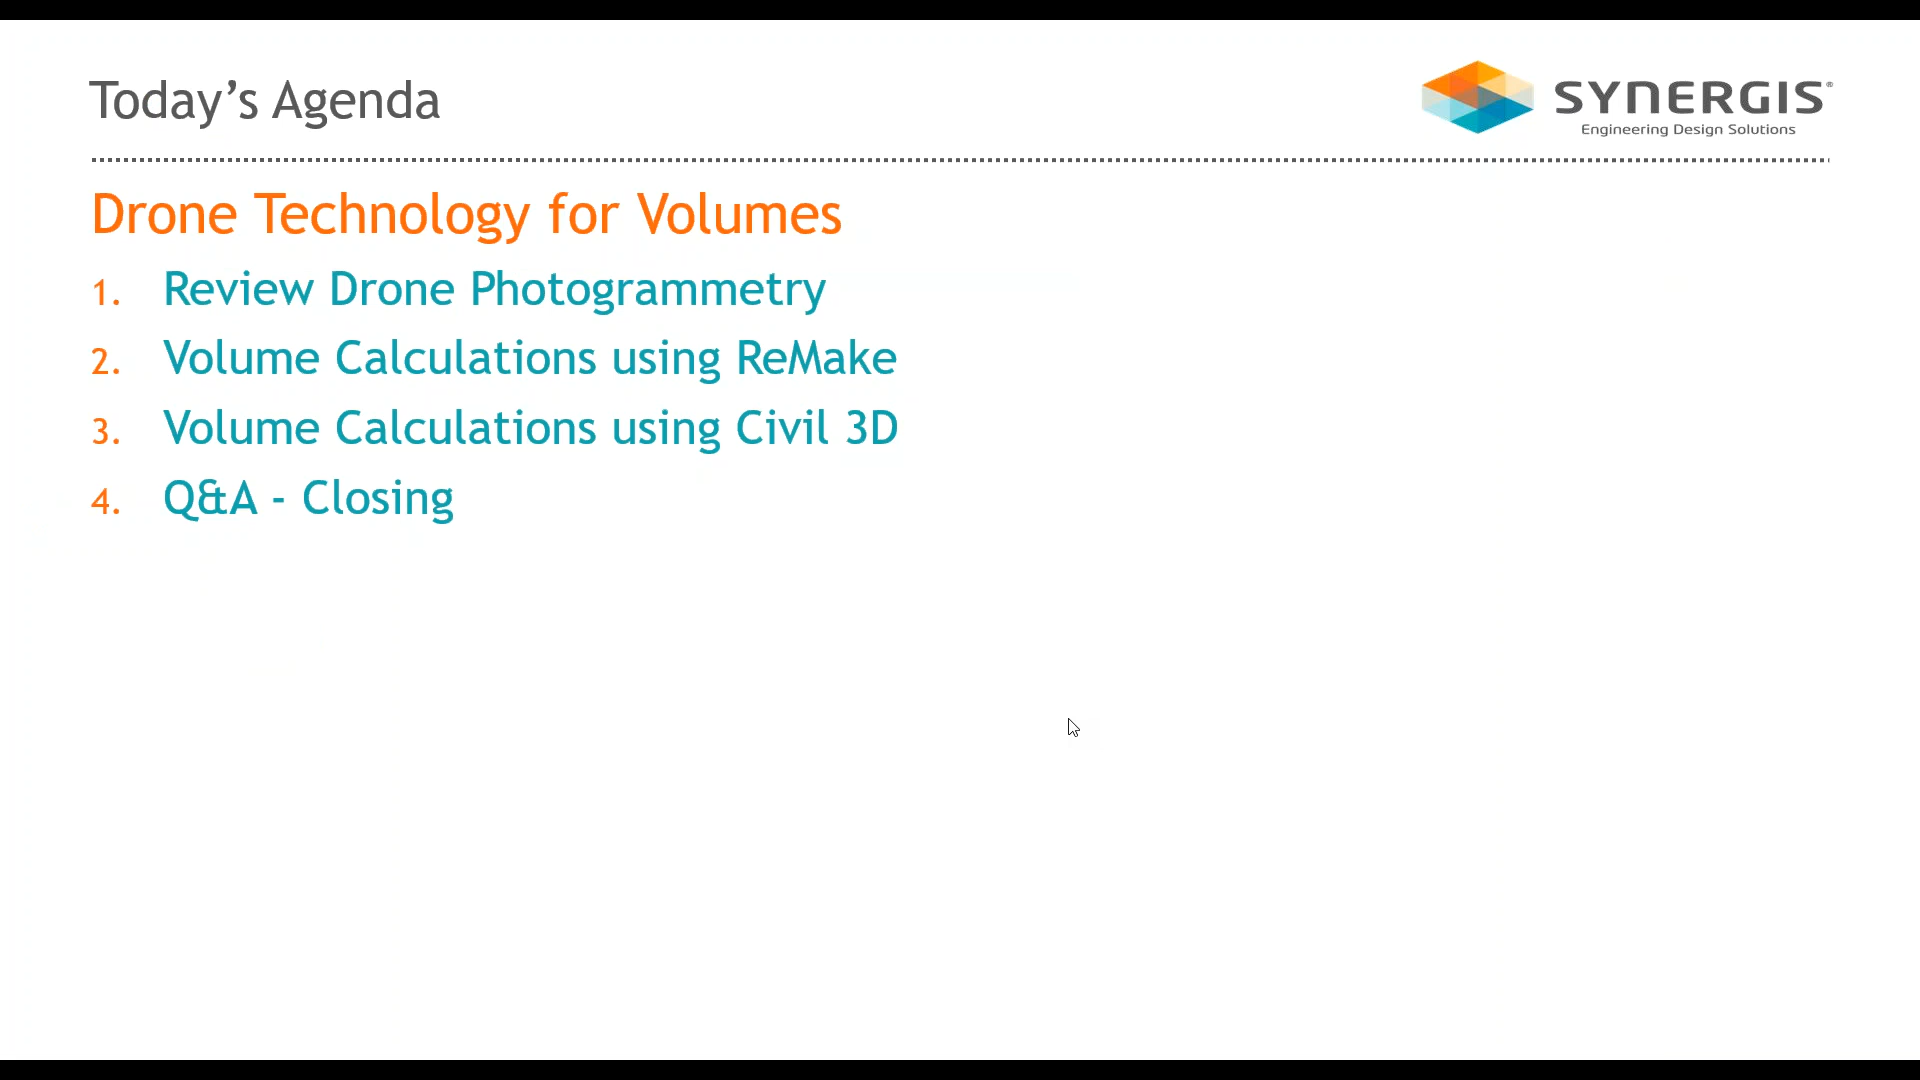 Today’s Agenda
SYNERGIS®
Engineering Design Solutions
Drone Technology for Volumes
1. Review Drone Photogrammetry
2. Volume Calculations using ReMake
3. Volume Calculations using Civil 3D
4. Q&A - Closing